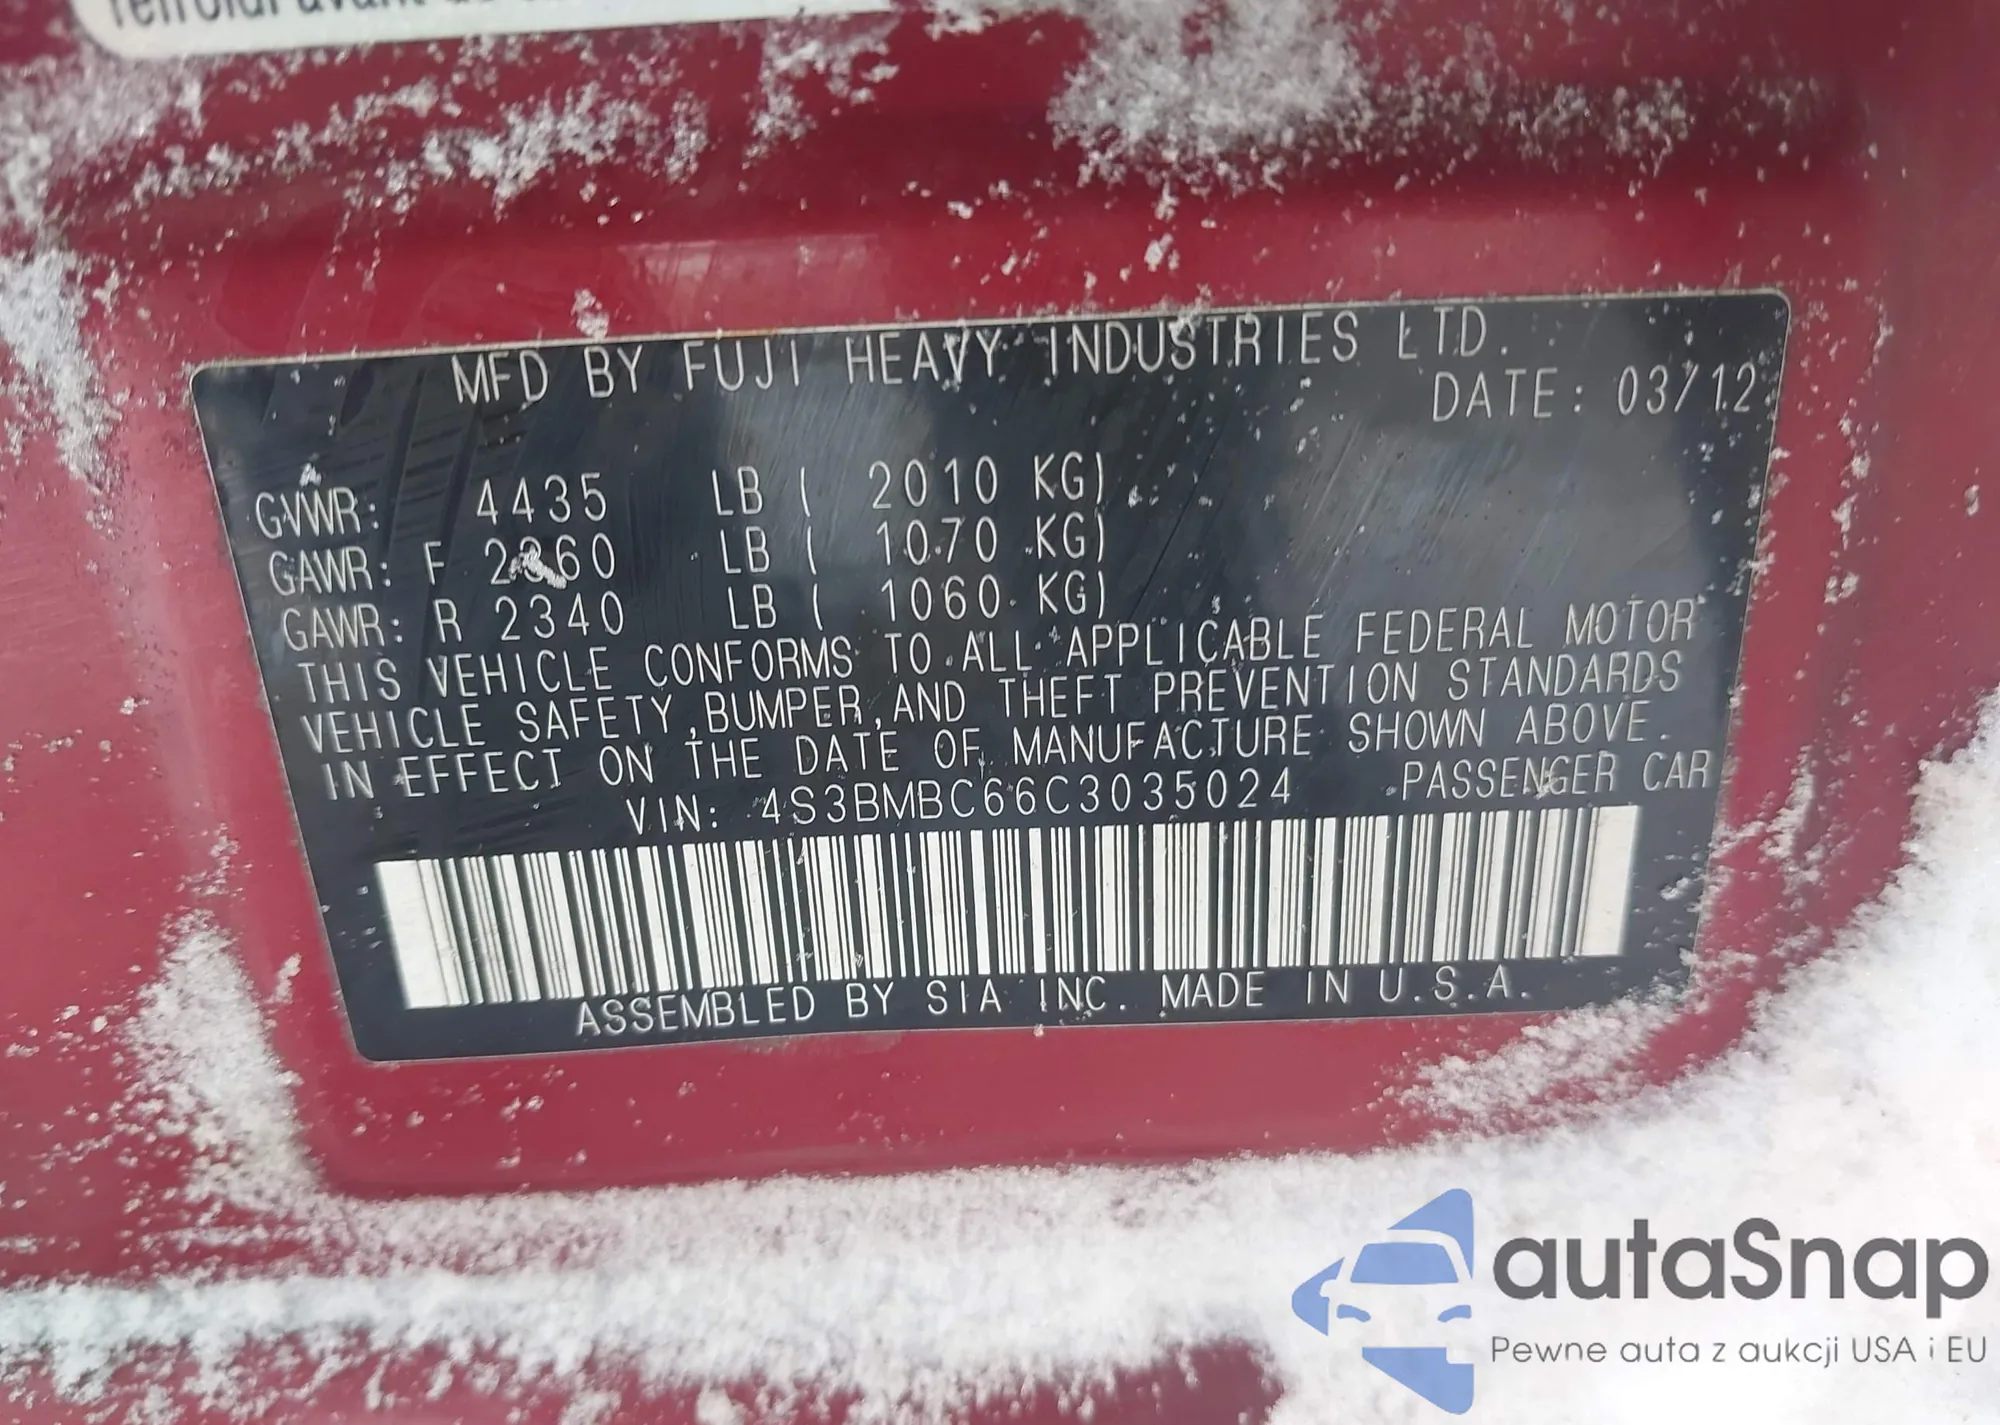 refroidi avant de
MFD BY FUJI HEAVY INDUSTRIES LTD.
DATE: 03/12
GVWR: 4435 LB ( 2010 KG)
GAWR: F 2360 LB ( 1070 KG)
GAWR: R 2340 LB ( 1060 KG)
THIS VEHICLE CONFORMS TO ALL APPLICABLE FEDERAL MOTOR
VEHICLE SAFETY,BUMPER,AND THEFT PREVENTION STANDARDS
IN EFFECT ON THE DATE OF MANUFACTURE SHOWN ABOVE.
VIN: 4S3BMBC66C3035024 PASSENGER CAR
ASSEMBLED BY SIA INC. MADE IN U.S.A.
autaSnap
Pewne auta z aukcji USA i EU